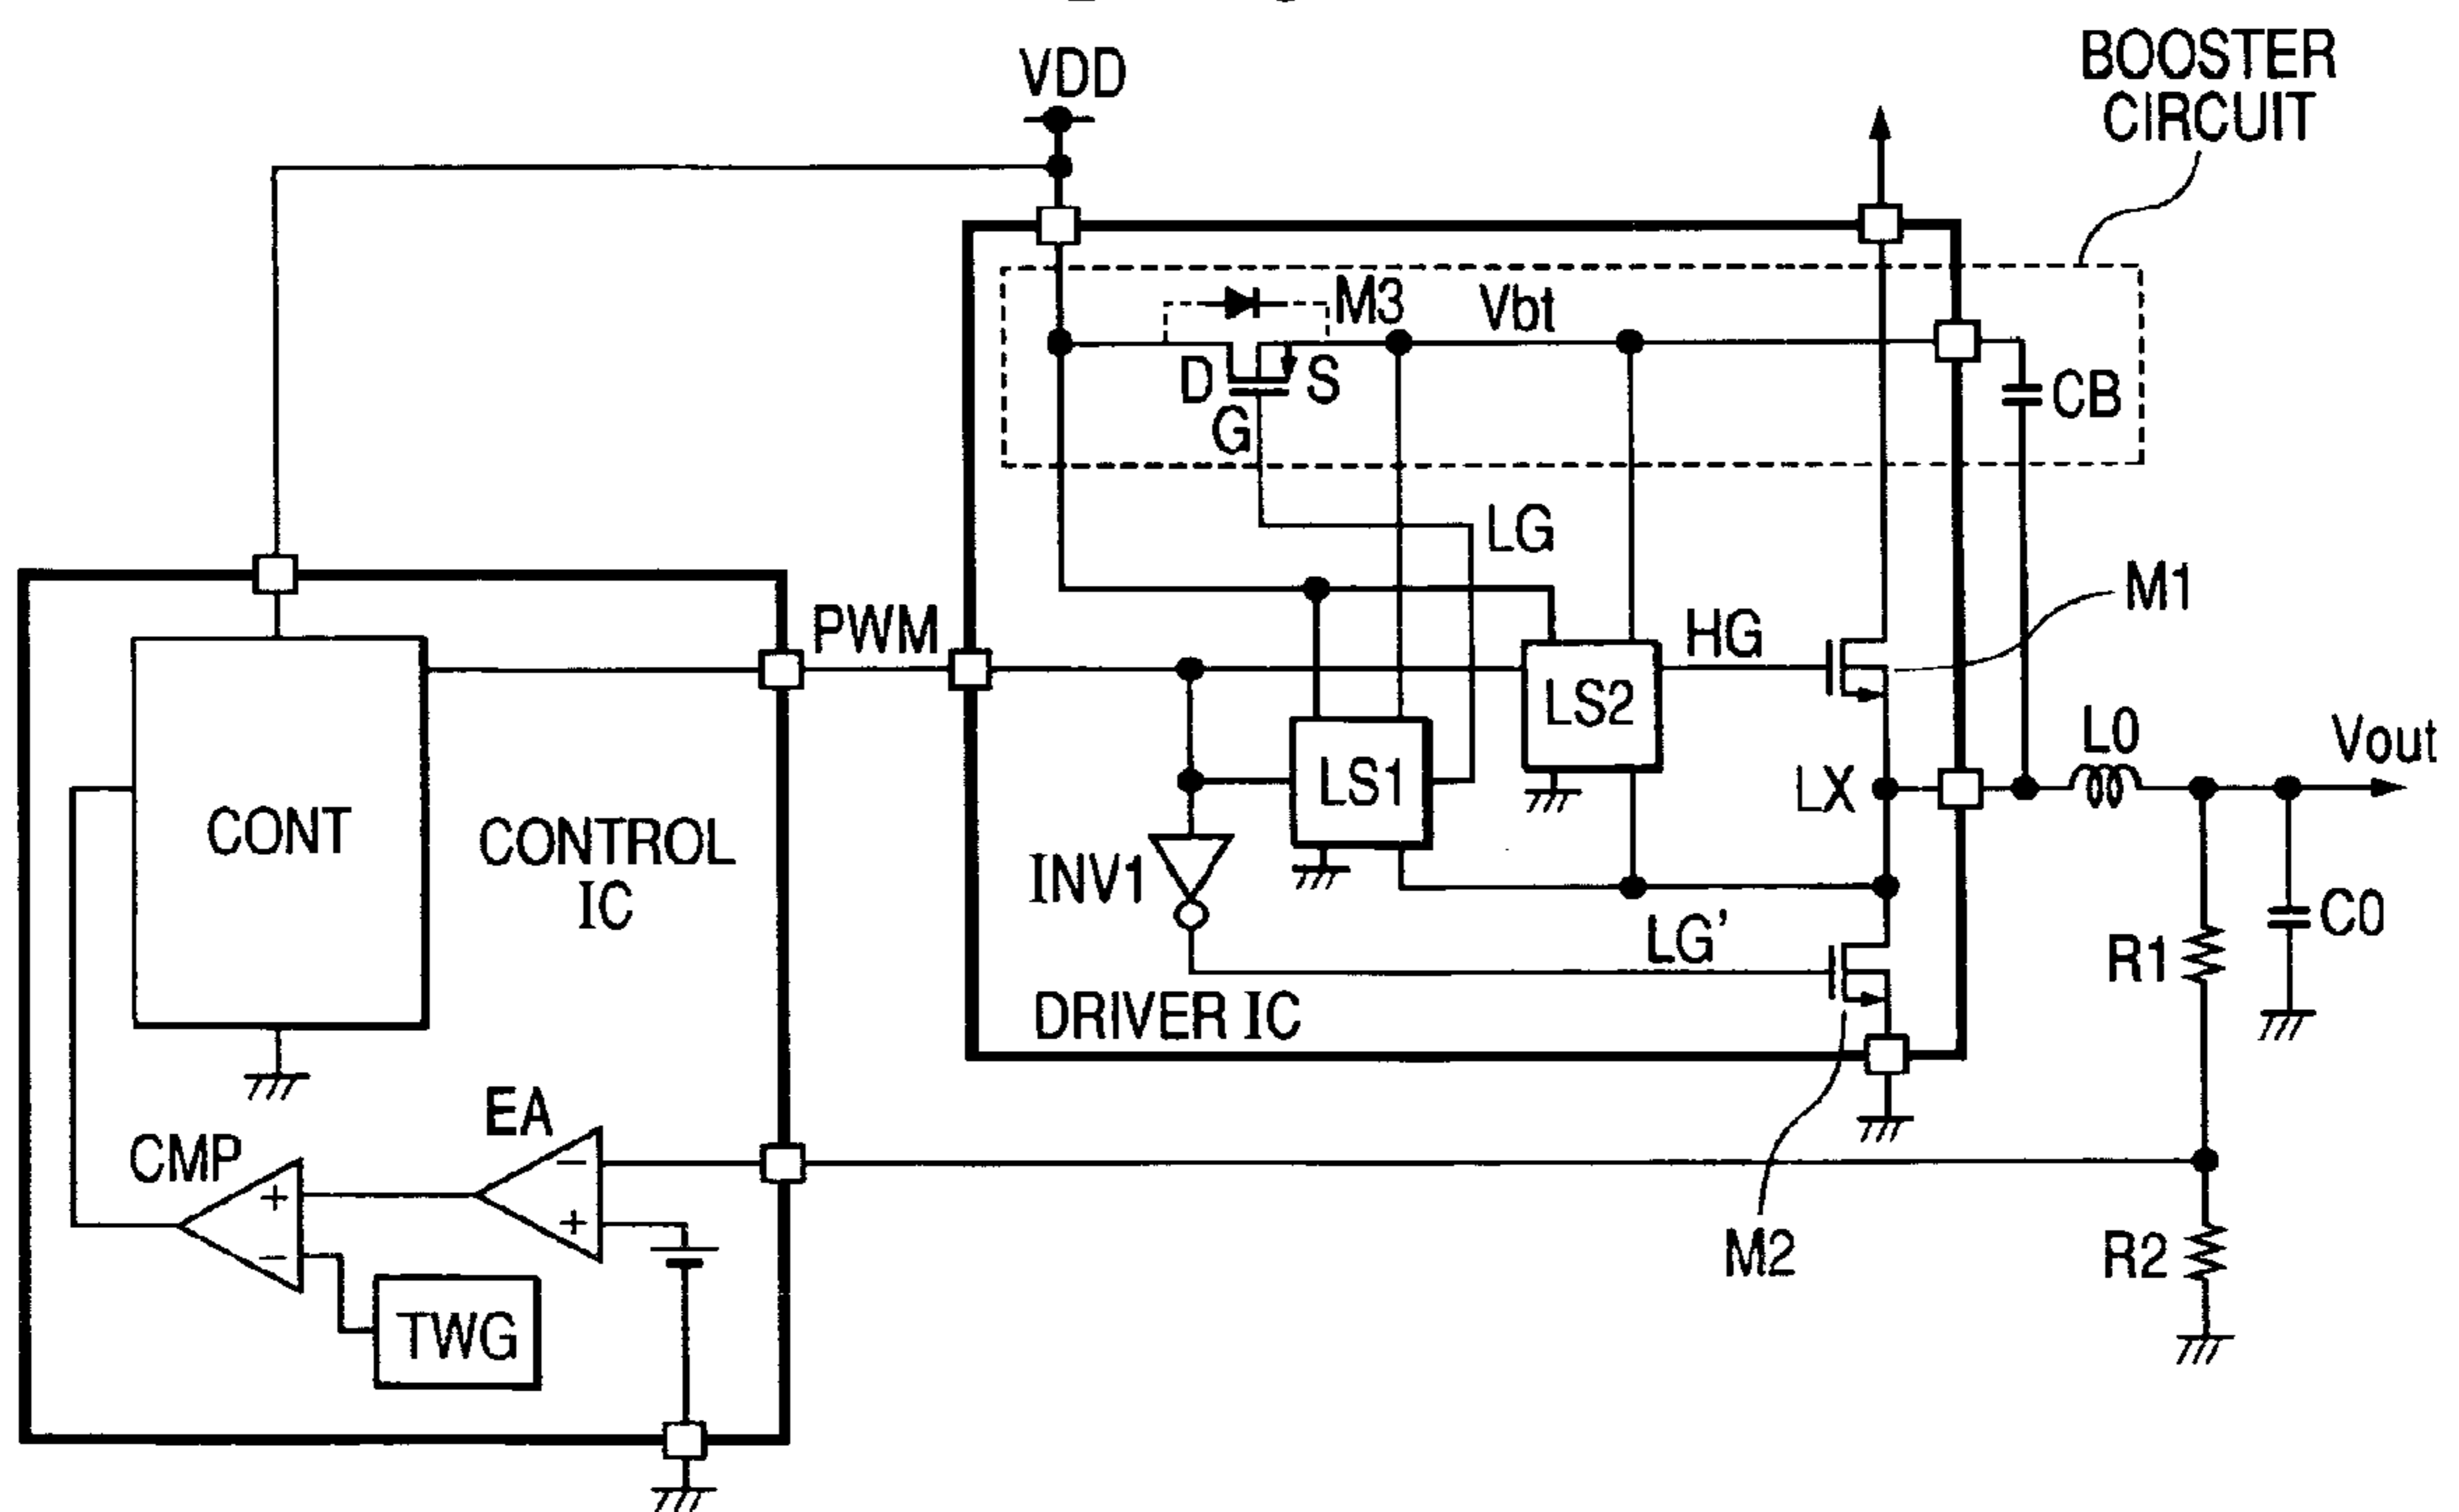 BOOSTER
CIRCUIT
VDD
M3
Vbt
D
S
G
CB
LG
M1
PWM
HG
LS2
LS1
LX
L0
Vout
CONT
CONTROL
IC
INV1
LG'
C0
R1
DRIVER IC
EA
CMP
−
+
+
−
TWG
M2
R2